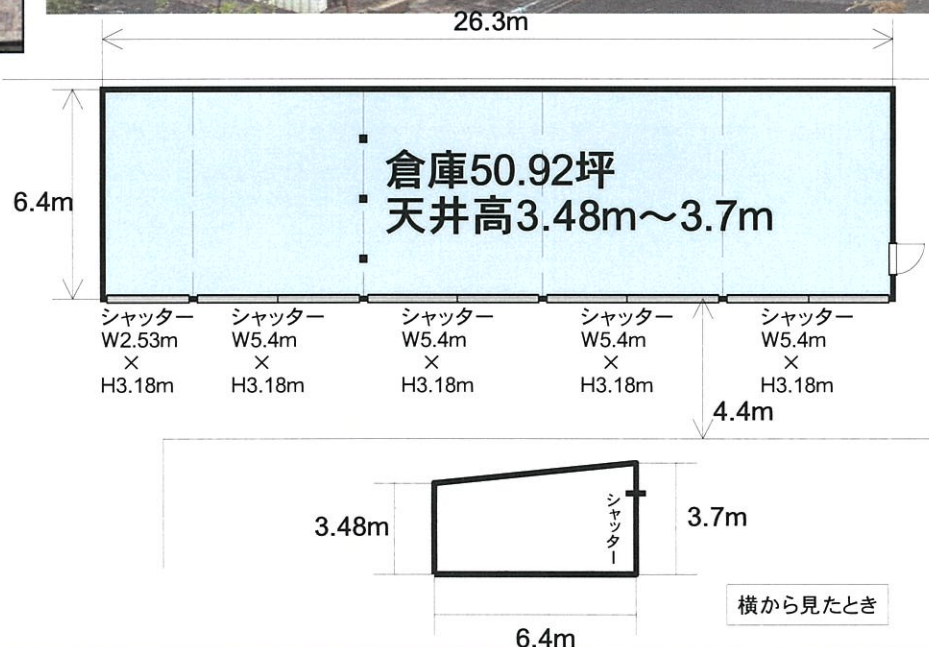 26.3m
6.4m
倉庫50.92坪
天井高3.48m～3.7m
シャッター
W2.53m
×
H3.18m
シャッター
W5.4m
×
H3.18m
シャッター
W5.4m
×
H3.18m
シャッター
W5.4m
×
H3.18m
シャッター
W5.4m
×
H3.18m
4.4m
3.48m
シャッター
3.7m
横から見たとき
6.4m